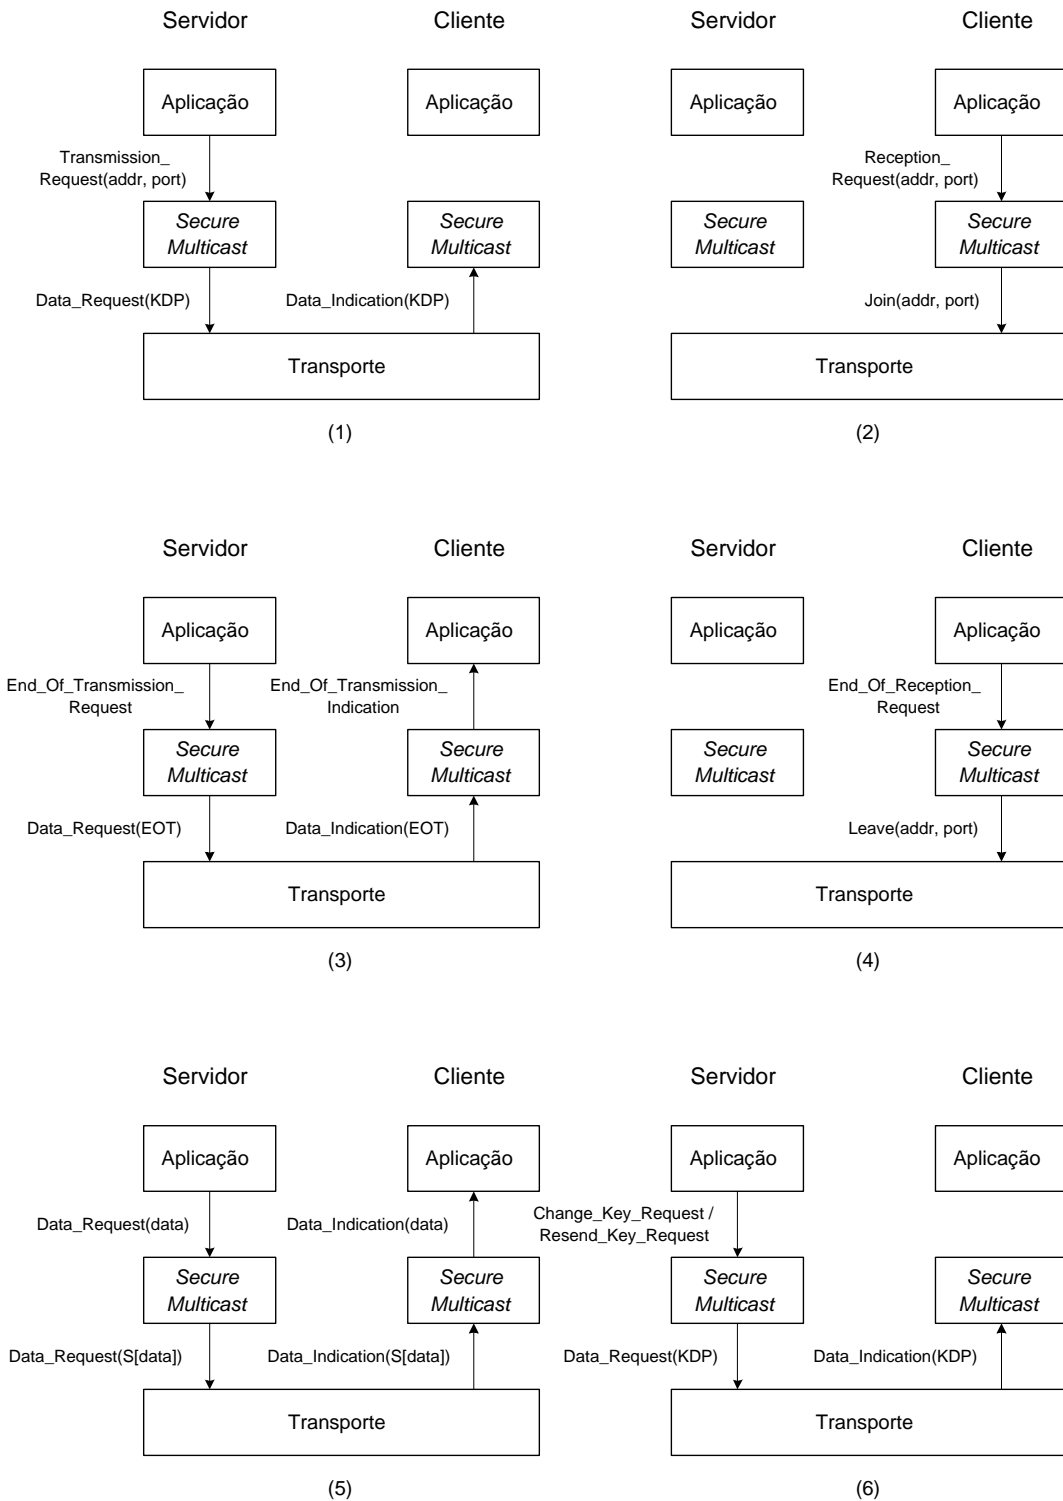 Servidor
Cliente
Aplicação
Aplicação
Transmission_
Request(addr, port)
Secure
Multicast
Secure
Multicast
Data_Request(KDP)
Data_Indication(KDP)
Transporte
(1)
Servidor
Cliente
Aplicação
Aplicação
Reception_
Request(addr, port)
Secure
Multicast
Secure
Multicast
Join(addr, port)
Transporte
(2)
Servidor
Cliente
Aplicação
Aplicação
End_Of_Transmission_
Request
End_Of_Transmission_
Indication
Secure
Multicast
Secure
Multicast
Data_Request(EOT)
Data_Indication(EOT)
Transporte
(3)
Servidor
Cliente
Aplicação
Aplicação
End_Of_Reception_
Request
Secure
Multicast
Secure
Multicast
Leave(addr, port)
Transporte
(4)
Servidor
Cliente
Aplicação
Aplicação
Data_Request(data)
Data_Indication(data)
Secure
Multicast
Secure
Multicast
Data_Request(S[data])
Data_Indication(S[data])
Transporte
(5)
Servidor
Cliente
Aplicação
Aplicação
Change_Key_Request /
Resend_Key_Request
Secure
Multicast
Secure
Multicast
Data_Request(KDP)
Data_Indication(KDP)
Transporte
(6)